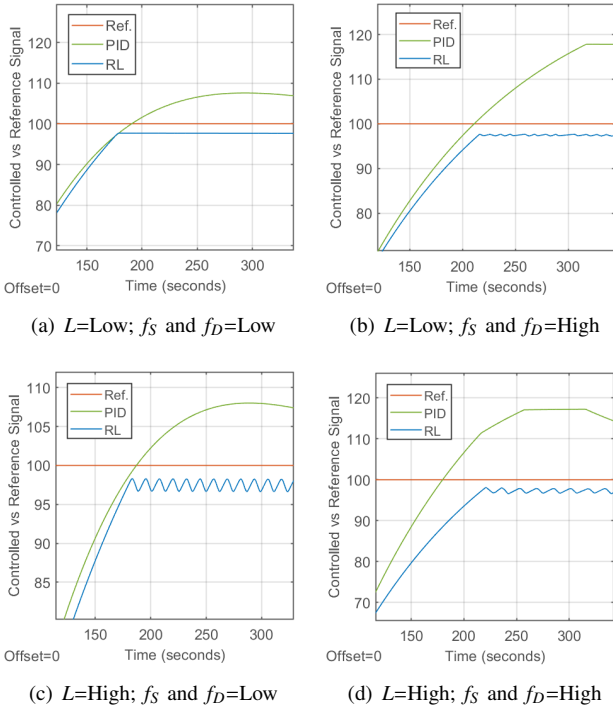 Controlled vs Reference Signal
120
110
100
90
80
70
Ref.
PID
RL
150
200
250
300
Offset=0
Time (seconds)
(a) L=Low; f_S and f_D=Low
Controlled vs Reference Signal
120
110
100
90
80
Ref.
PID
RL
150
200
250
300
Offset=0
Time (seconds)
(b) L=Low; f_S and f_D=High
Controlled vs Reference Signal
110
105
100
95
90
85
Ref.
PID
RL
150
200
250
300
Offset=0
Time (seconds)
(c) L=High; f_S and f_D=Low
Controlled vs Reference Signal
120
110
100
90
80
70
Ref.
PID
RL
150
200
250
300
Offset=0
Time (seconds)
(d) L=High; f_S and f_D=High